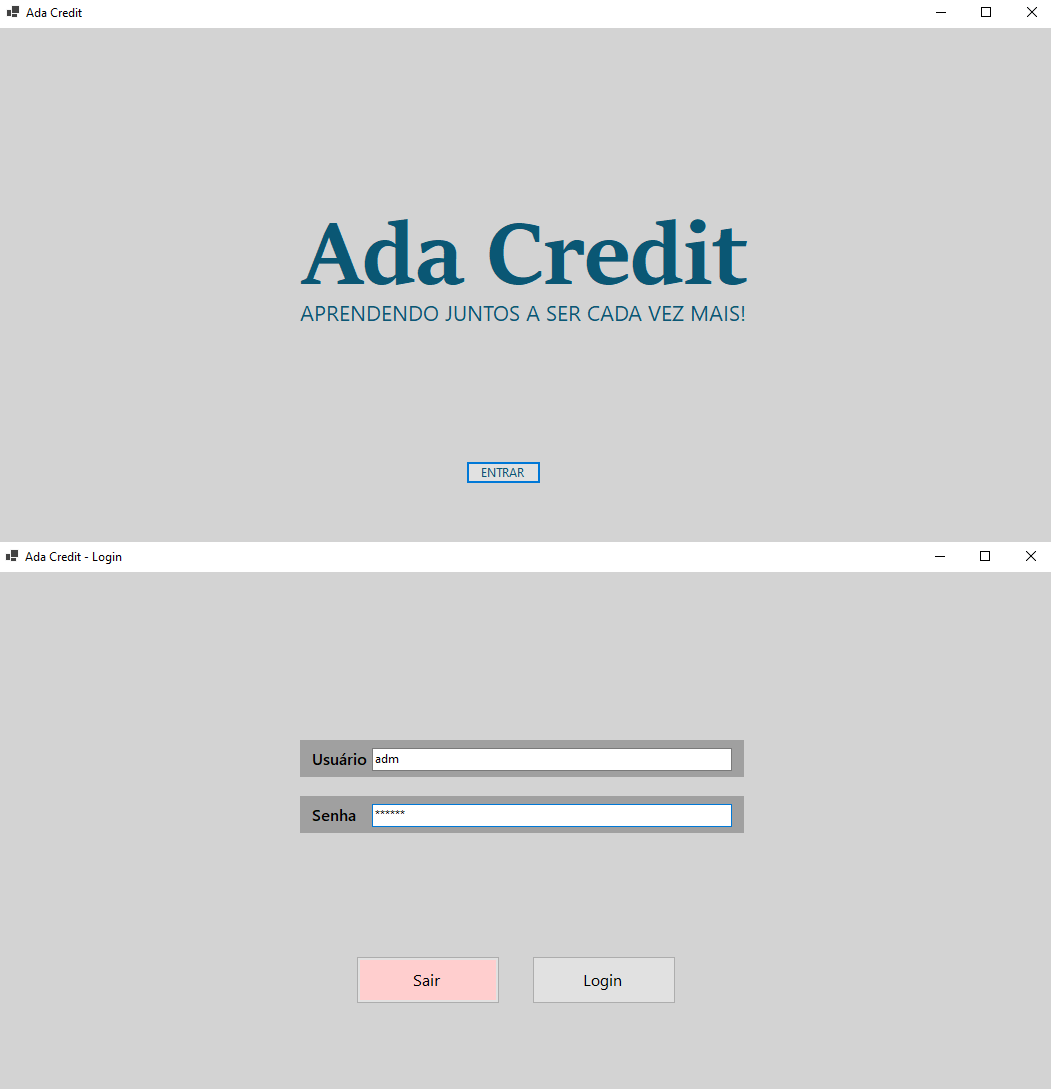 Ada Credit
Ada Credit
APRENDENDO JUNTOS A SER CADA VEZ MAIS!
ENTRAR
Ada Credit - Login
Usuário adm
Senha ******
Sair Login